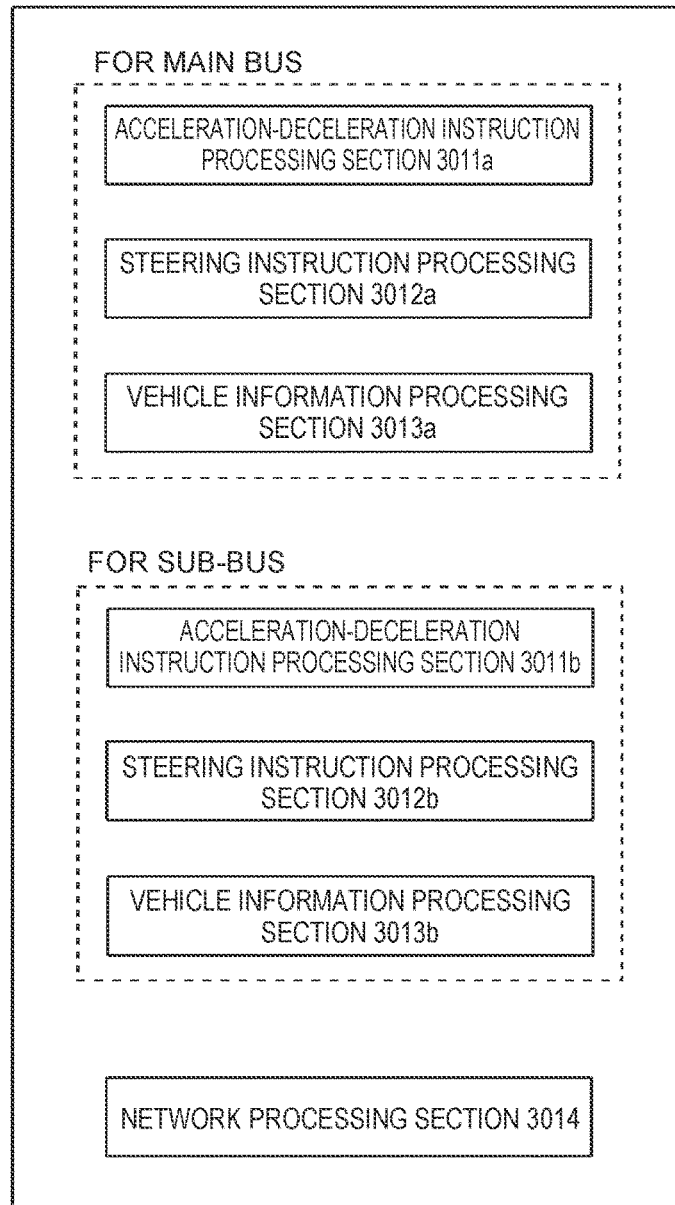 FOR MAIN BUS
ACCELERATION-DECELERATION INSTRUCTION
PROCESSING SECTION 3011a
STEERING INSTRUCTION PROCESSING
SECTION 3012a
VEHICLE INFORMATION PROCESSING
SECTION 3013a
FOR SUB-BUS
ACCELERATION-DECELERATION
INSTRUCTION PROCESSING SECTION 3011b
STEERING INSTRUCTION PROCESSING
SECTION 3012b
VEHICLE INFORMATION PROCESSING
SECTION 3013b
NETWORK PROCESSING SECTION 3014